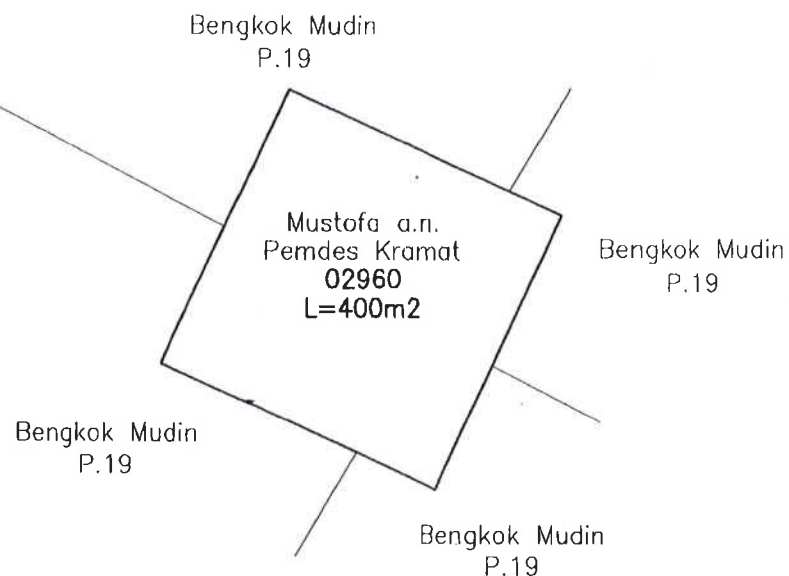 Bengkok Mudin
P.19
Mustofa a.n.
Pemdes Kramat
02960
L=400m2
Bengkok Mudin
P.19
Bengkok Mudin
P.19
Bengkok Mudin
P.19